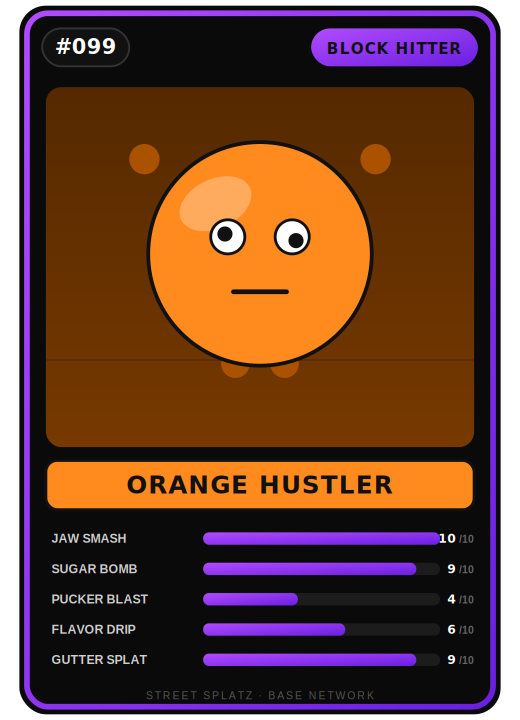 #099
BLOCK HITTER
ORANGE HUSTLER
JAW SMASH 10 /10
SUGAR BOMB 9 /10
PUCKER BLAST 4 /10
FLAVOR DRIP 6 /10
GUTTER SPLAT 9 /10
STREET SPLATZ · BASE NETWORK